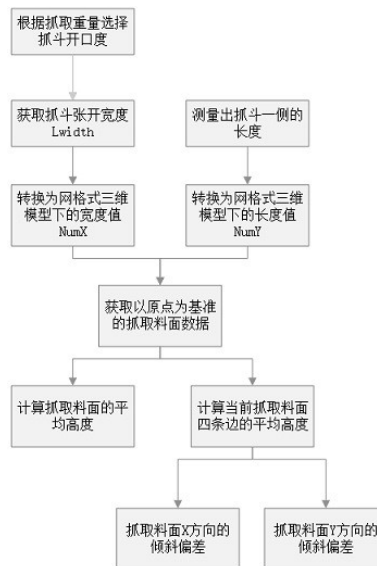 根据抓取重量选择
抓斗开口度
获取抓斗张开宽度
Lwidth
测量出抓斗一侧的
长度
转换为网格式三维
模型下的宽度值
NumX
转换为网格式三维
模型下的长度值
NumY
获取以原点为基准
的抓取料面数据
计算抓取料面的平
均高度
计算当前抓取料面
四条边的平均高度
抓取料面X方向的
倾斜偏差
抓取料面Y方向的
倾斜偏差